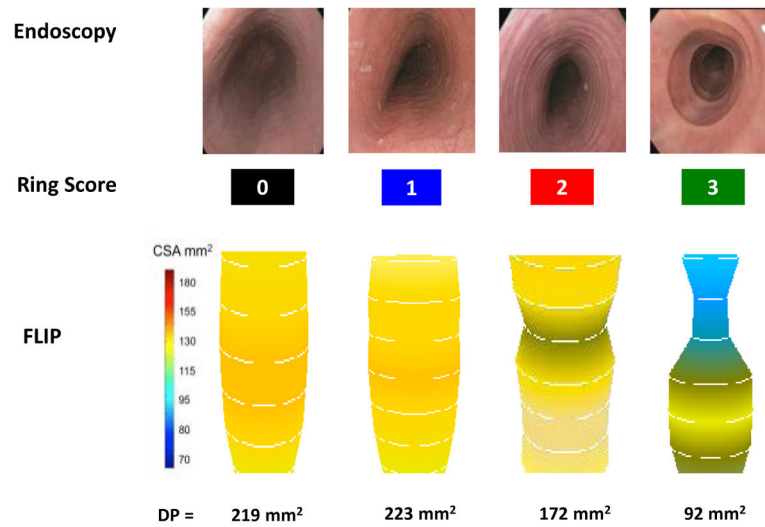 Endoscopy
Ring Score
0
1
2
3
CSA mm²
180
155
130
115
95
80
70
FLIP
DP =
219 mm²
223 mm²
172 mm²
92 mm²